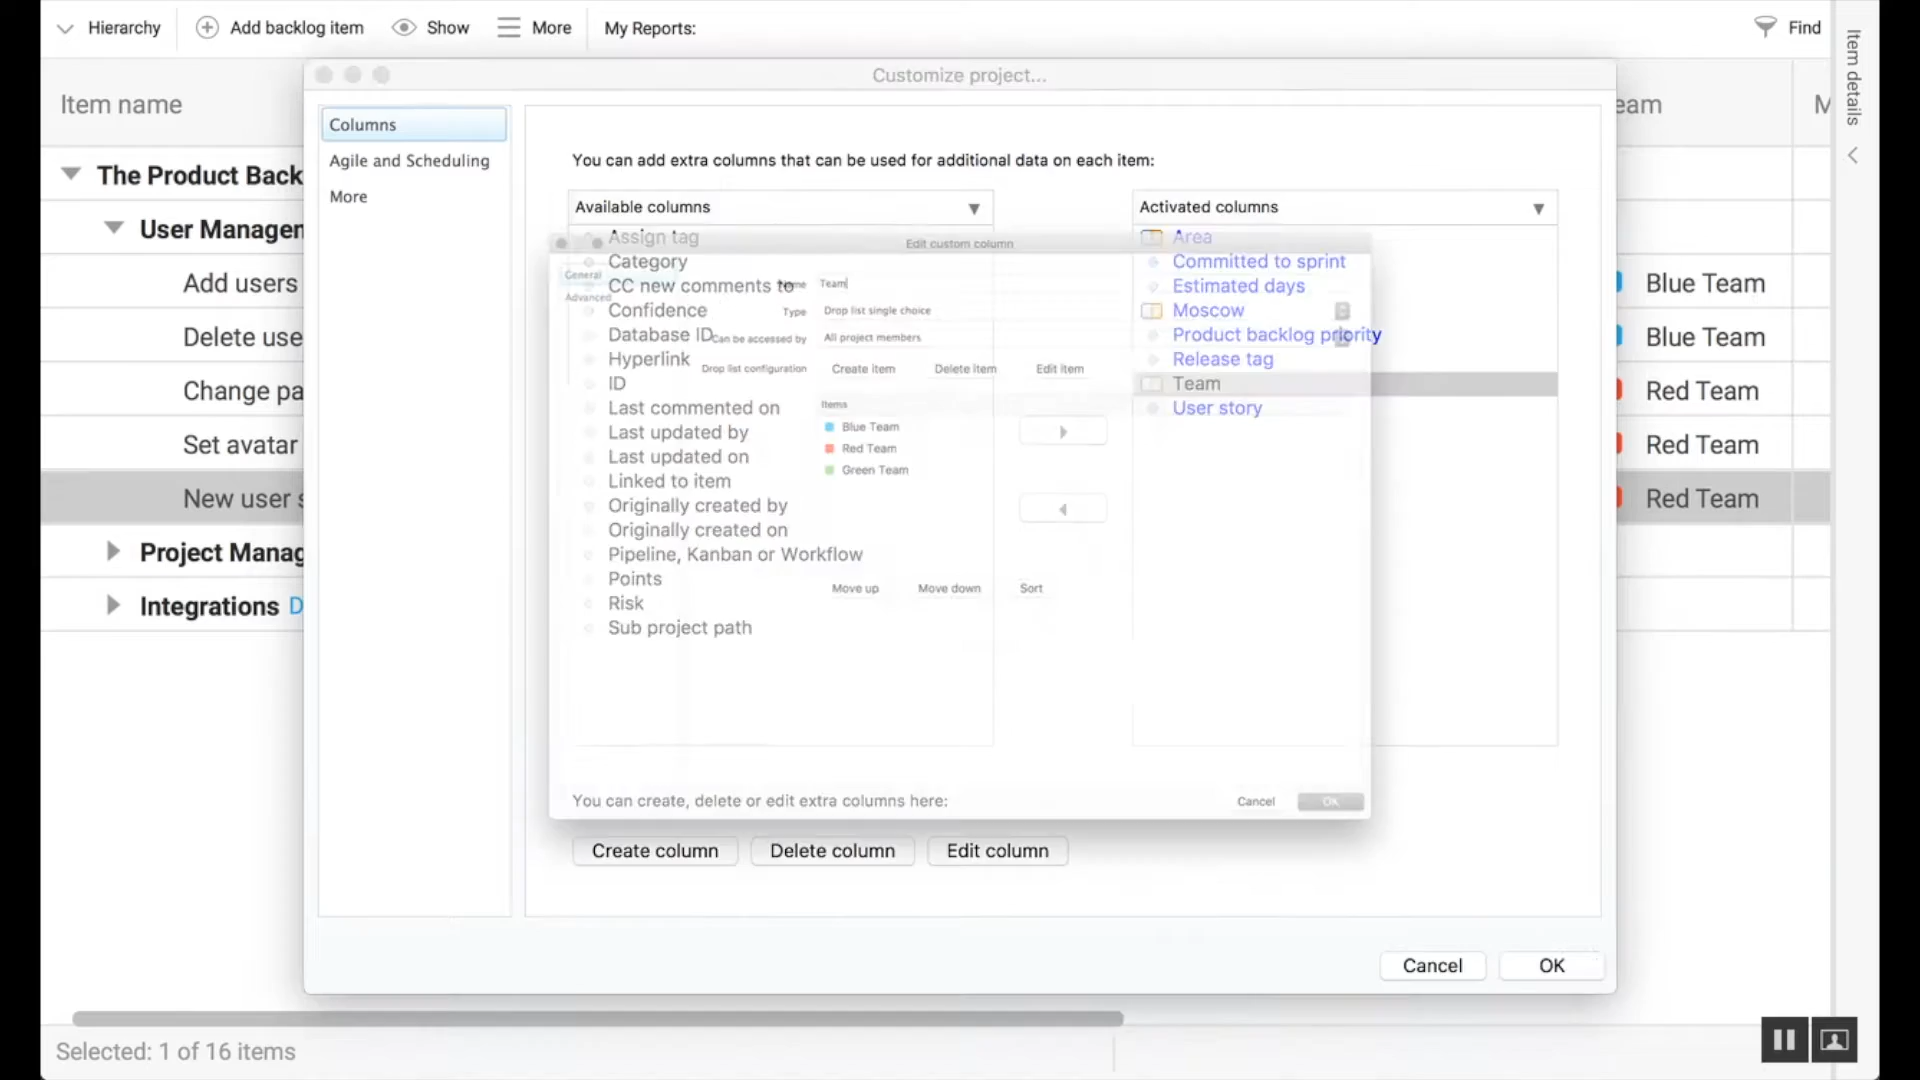 Hierarchy
Add backlog item
Show
More
My Reports:
Find
Item details
Customize project...
Item name
eam
M
Columns
Agile and Scheduling
More
You can add extra columns that can be used for additional data on each item:
Available columns
Activated columns
The Product Back
User Managem
Add users
Delete use
Change pa
Set avatar
New user s
Project Manag
Integrations D
Assign tag
Category
CC new comments to
Confidence
Database ID
Hyperlink
ID
Last commented on
Last updated by
Last updated on
Linked to item
Originally created by
Originally created on
Pipeline, Kanban or Workflow
Points
Risk
Sub project path
Edit custom column
General
Advanced
Name
Team
Type
Drop list single choice
Can be accessed by
All project members
Drop list configuration
Create item
Delete item
Edit item
Items
Blue Team
Red Team
Green Team
Move up
Move down
Sort
Cancel
OK
Area
Committed to sprint
Estimated days
Moscow
Product backlog priority
Release tag
Team
User story
Blue Team
Blue Team
Red Team
Red Team
Red Team
You can create, delete or edit extra columns here:
Create column
Delete column
Edit column
Cancel
OK
Selected: 1 of 16 items